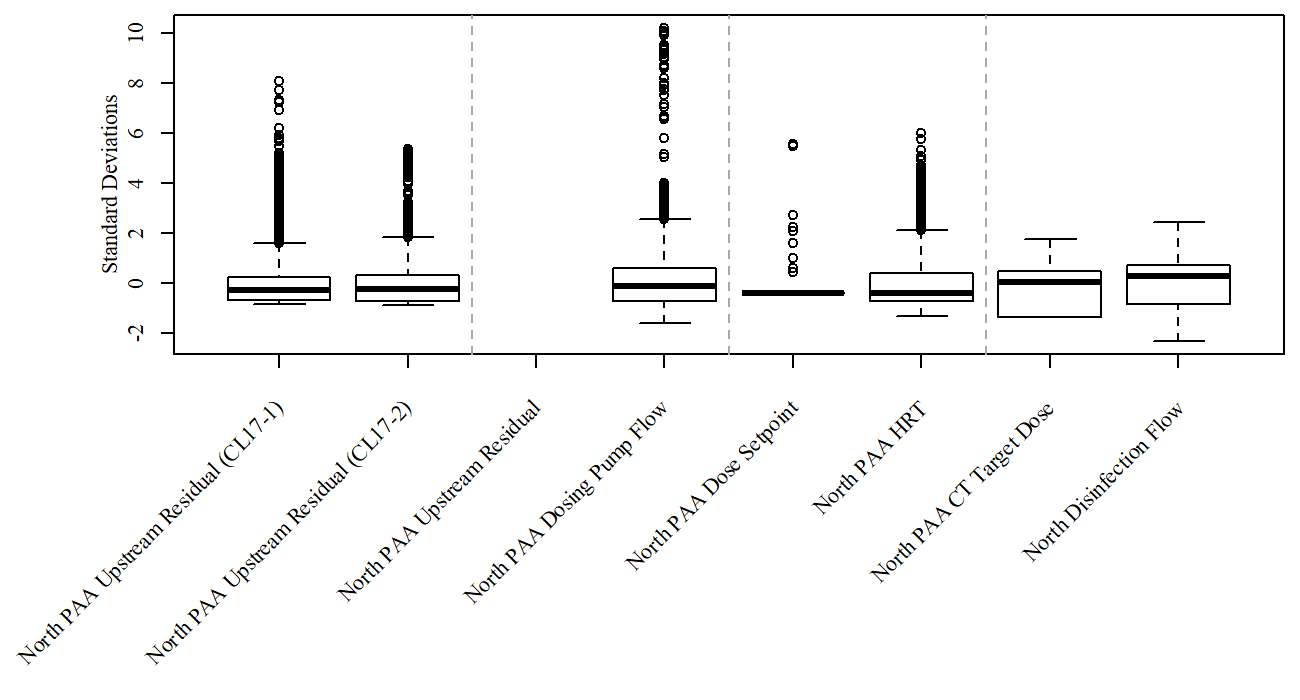 Standard Deviations
10
8
6
4
2
0
-2
North PAA Upstream Residual (CL17-1)
North PAA Upstream Residual (CL17-2)
North PAA Upstream Residual
North PAA Dosing Pump Flow
North PAA Dose Setpoint
North PAA HRT
North PAA CT Target Dose
North Disinfection Flow